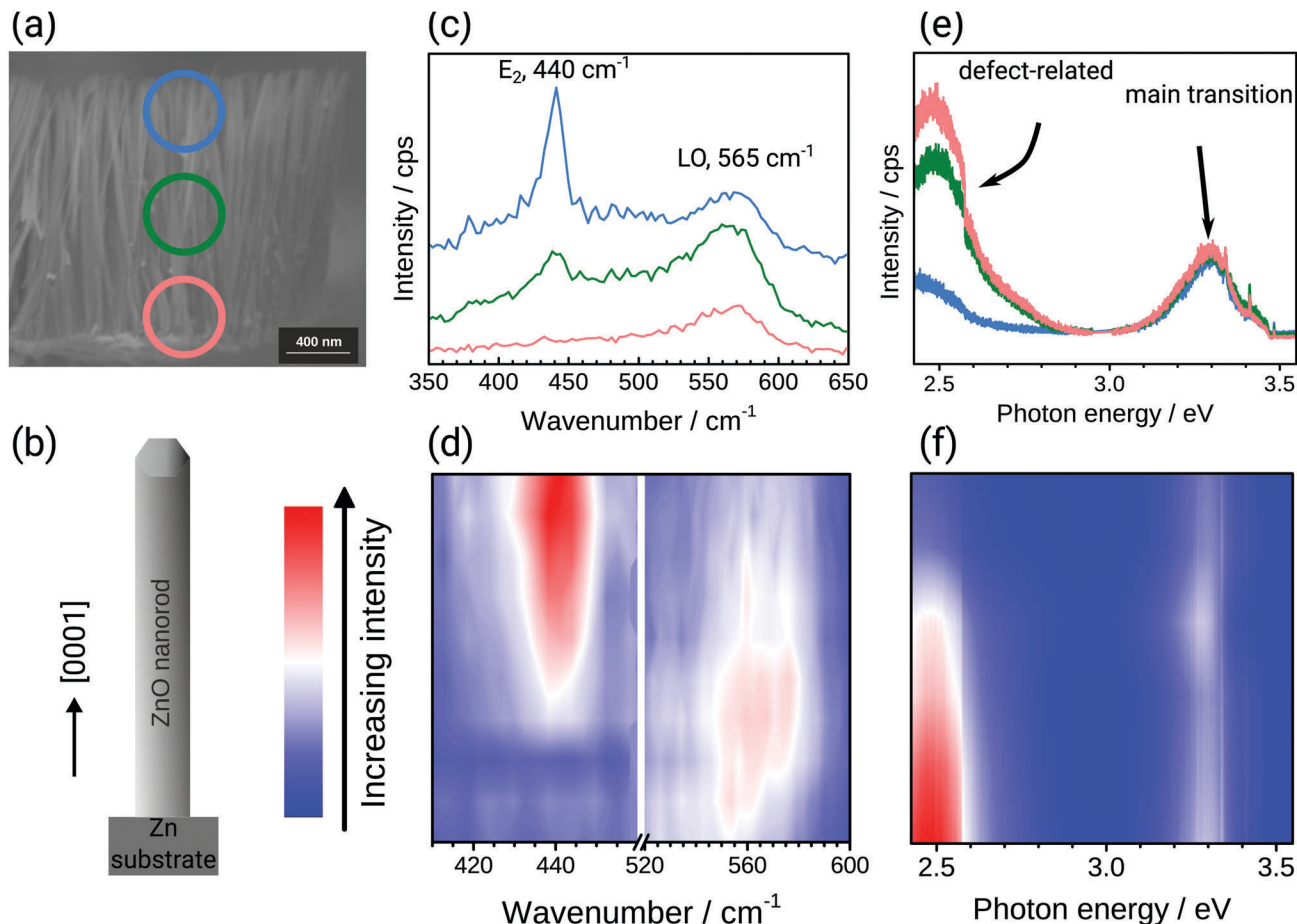 (a)
400 nm
(b)
[0001]
ZnO nanorod
Zn
substrate
Increasing intensity
(c)
E₂, 440 cm⁻¹
LO, 565 cm⁻¹
Intensity / cps
350 400 450 500 550 600 650
Wavenumber / cm⁻¹
(d)
420 440 520 560 600
Wavenumber / cm⁻¹
(e)
defect-related
main transition
Intensity / cps
2.5 3.0 3.5
Photon energy / eV
(f)
2.5 3.0 3.5
Photon energy / eV